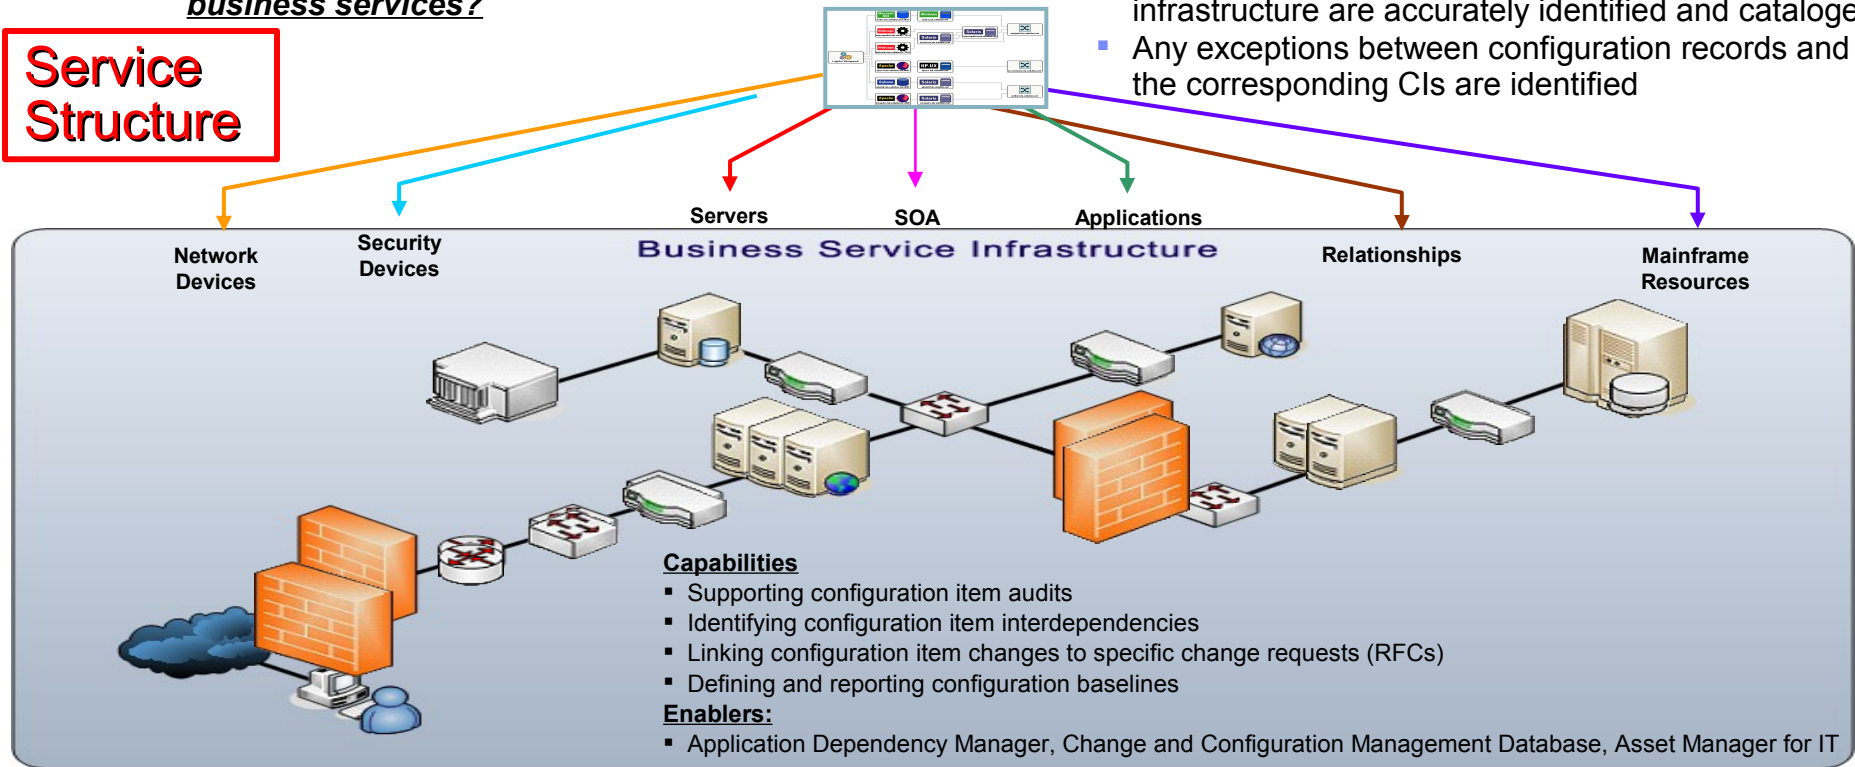 business services?
infrastructure are accurately identified and cataloge
▪ Any exceptions between configuration records and
the corresponding CIs are identified
Service
Structure
Servers
SOA
Applications
Network
Devices
Security
Devices
Business Service Infrastructure
Relationships
Mainframe
Resources
Capabilities
▪ Supporting configuration item audits
▪ Identifying configuration item interdependencies
▪ Linking configuration item changes to specific change requests (RFCs)
▪ Defining and reporting configuration baselines
Enablers:
▪ Application Dependency Manager, Change and Configuration Management Database, Asset Manager for IT